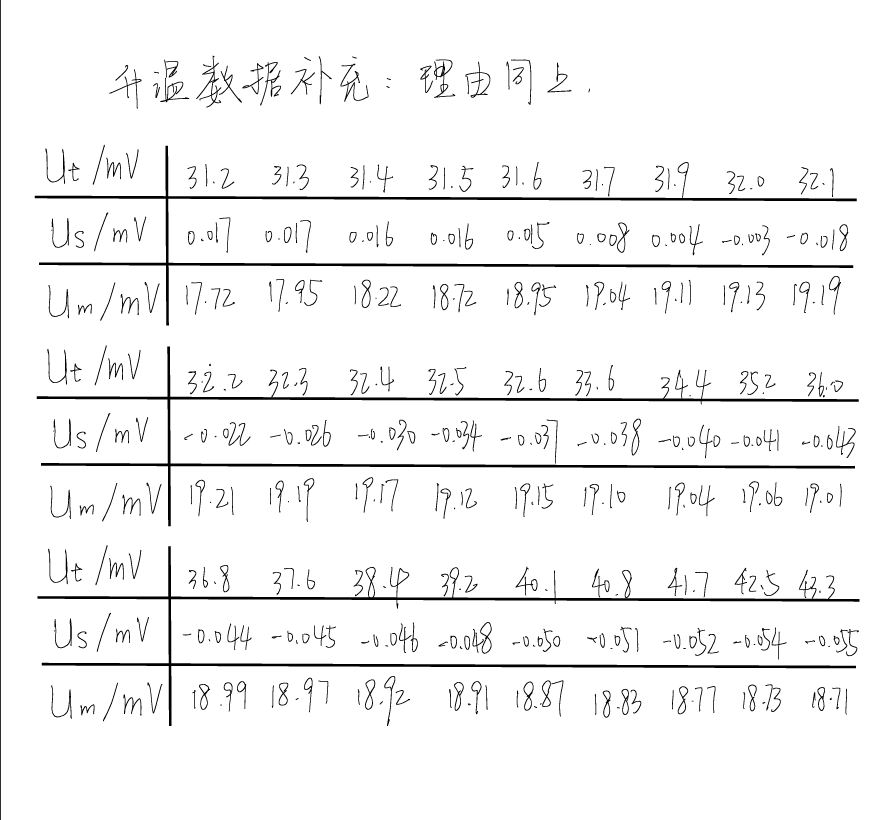 升温数据补充：理由同上.
Ut/mV 31.2 31.3 31.4 31.5 31.6 31.7 31.9 32.0 32.1
Us/mV 0.017 0.017 0.016 0.016 0.015 0.008 0.004 -0.003 -0.018
Um/mV 17.72 17.95 18.22 18.72 18.95 19.04 19.11 19.13 19.19
Ut/mV 32.2 32.3 32.4 32.5 32.6 33.6 34.4 35.2 36.0
Us/mV -0.022 -0.026 -0.030 -0.034 -0.037 -0.038 -0.040 -0.041 -0.043
Um/mV 19.21 19.19 19.17 19.12 19.15 19.10 19.04 19.06 19.01
Ut/mV 36.8 37.6 38.4 39.2 40.1 40.8 41.7 42.5 43.3
Us/mV -0.044 -0.045 -0.046 -0.048 -0.050 -0.051 -0.052 -0.054 -0.055
Um/mV 18.99 18.97 18.92 18.91 18.87 18.83 18.77 18.73 18.71